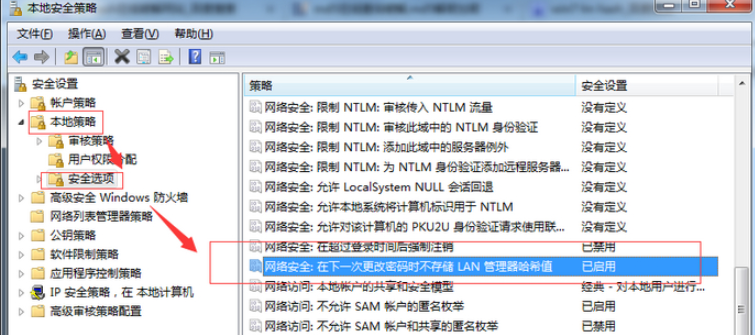 本地安全策略
文件(F) 操作(A) 查看(V) 帮助(H)
安全设置
帐户策略
本地策略
审核策略
用户权限分配
安全选项
高级安全 Windows 防火墙
网络列表管理器策略
公钥策略
软件限制策略
应用程序控制策略
IP 安全策略，在 本地计算机
高级审核策略配置
策略 安全设置
网络安全: 限制 NTLM: 审核传入 NTLM 流量 没有定义
网络安全: 限制 NTLM: 审核此域中的 NTLM 身份验证 没有定义
网络安全: 限制 NTLM: 添加此域中的服务器例外 没有定义
网络安全: 限制 NTLM: 为 NTLM 身份验证添加远程服务器... 没有定义
网络安全: 允许 LocalSystem NULL 会话回退 没有定义
网络安全: 允许本地系统将计算机标识用于 NTLM 没有定义
网络安全: 允许对该计算机的 PKU2U 身份验证请求使用联... 没有定义
网络安全: 在超过登录时间后强制注销 已禁用
网络安全: 在下一次更改密码时不存储 LAN 管理器哈希值 已启用
网络访问: 本地帐户的共享和安全模型 经典 - 对本地用户进行...
网络访问: 不允许 SAM 帐户的匿名枚举 已启用
网络访问: 不允许 SAM 帐户和共享的匿名枚举 已禁用